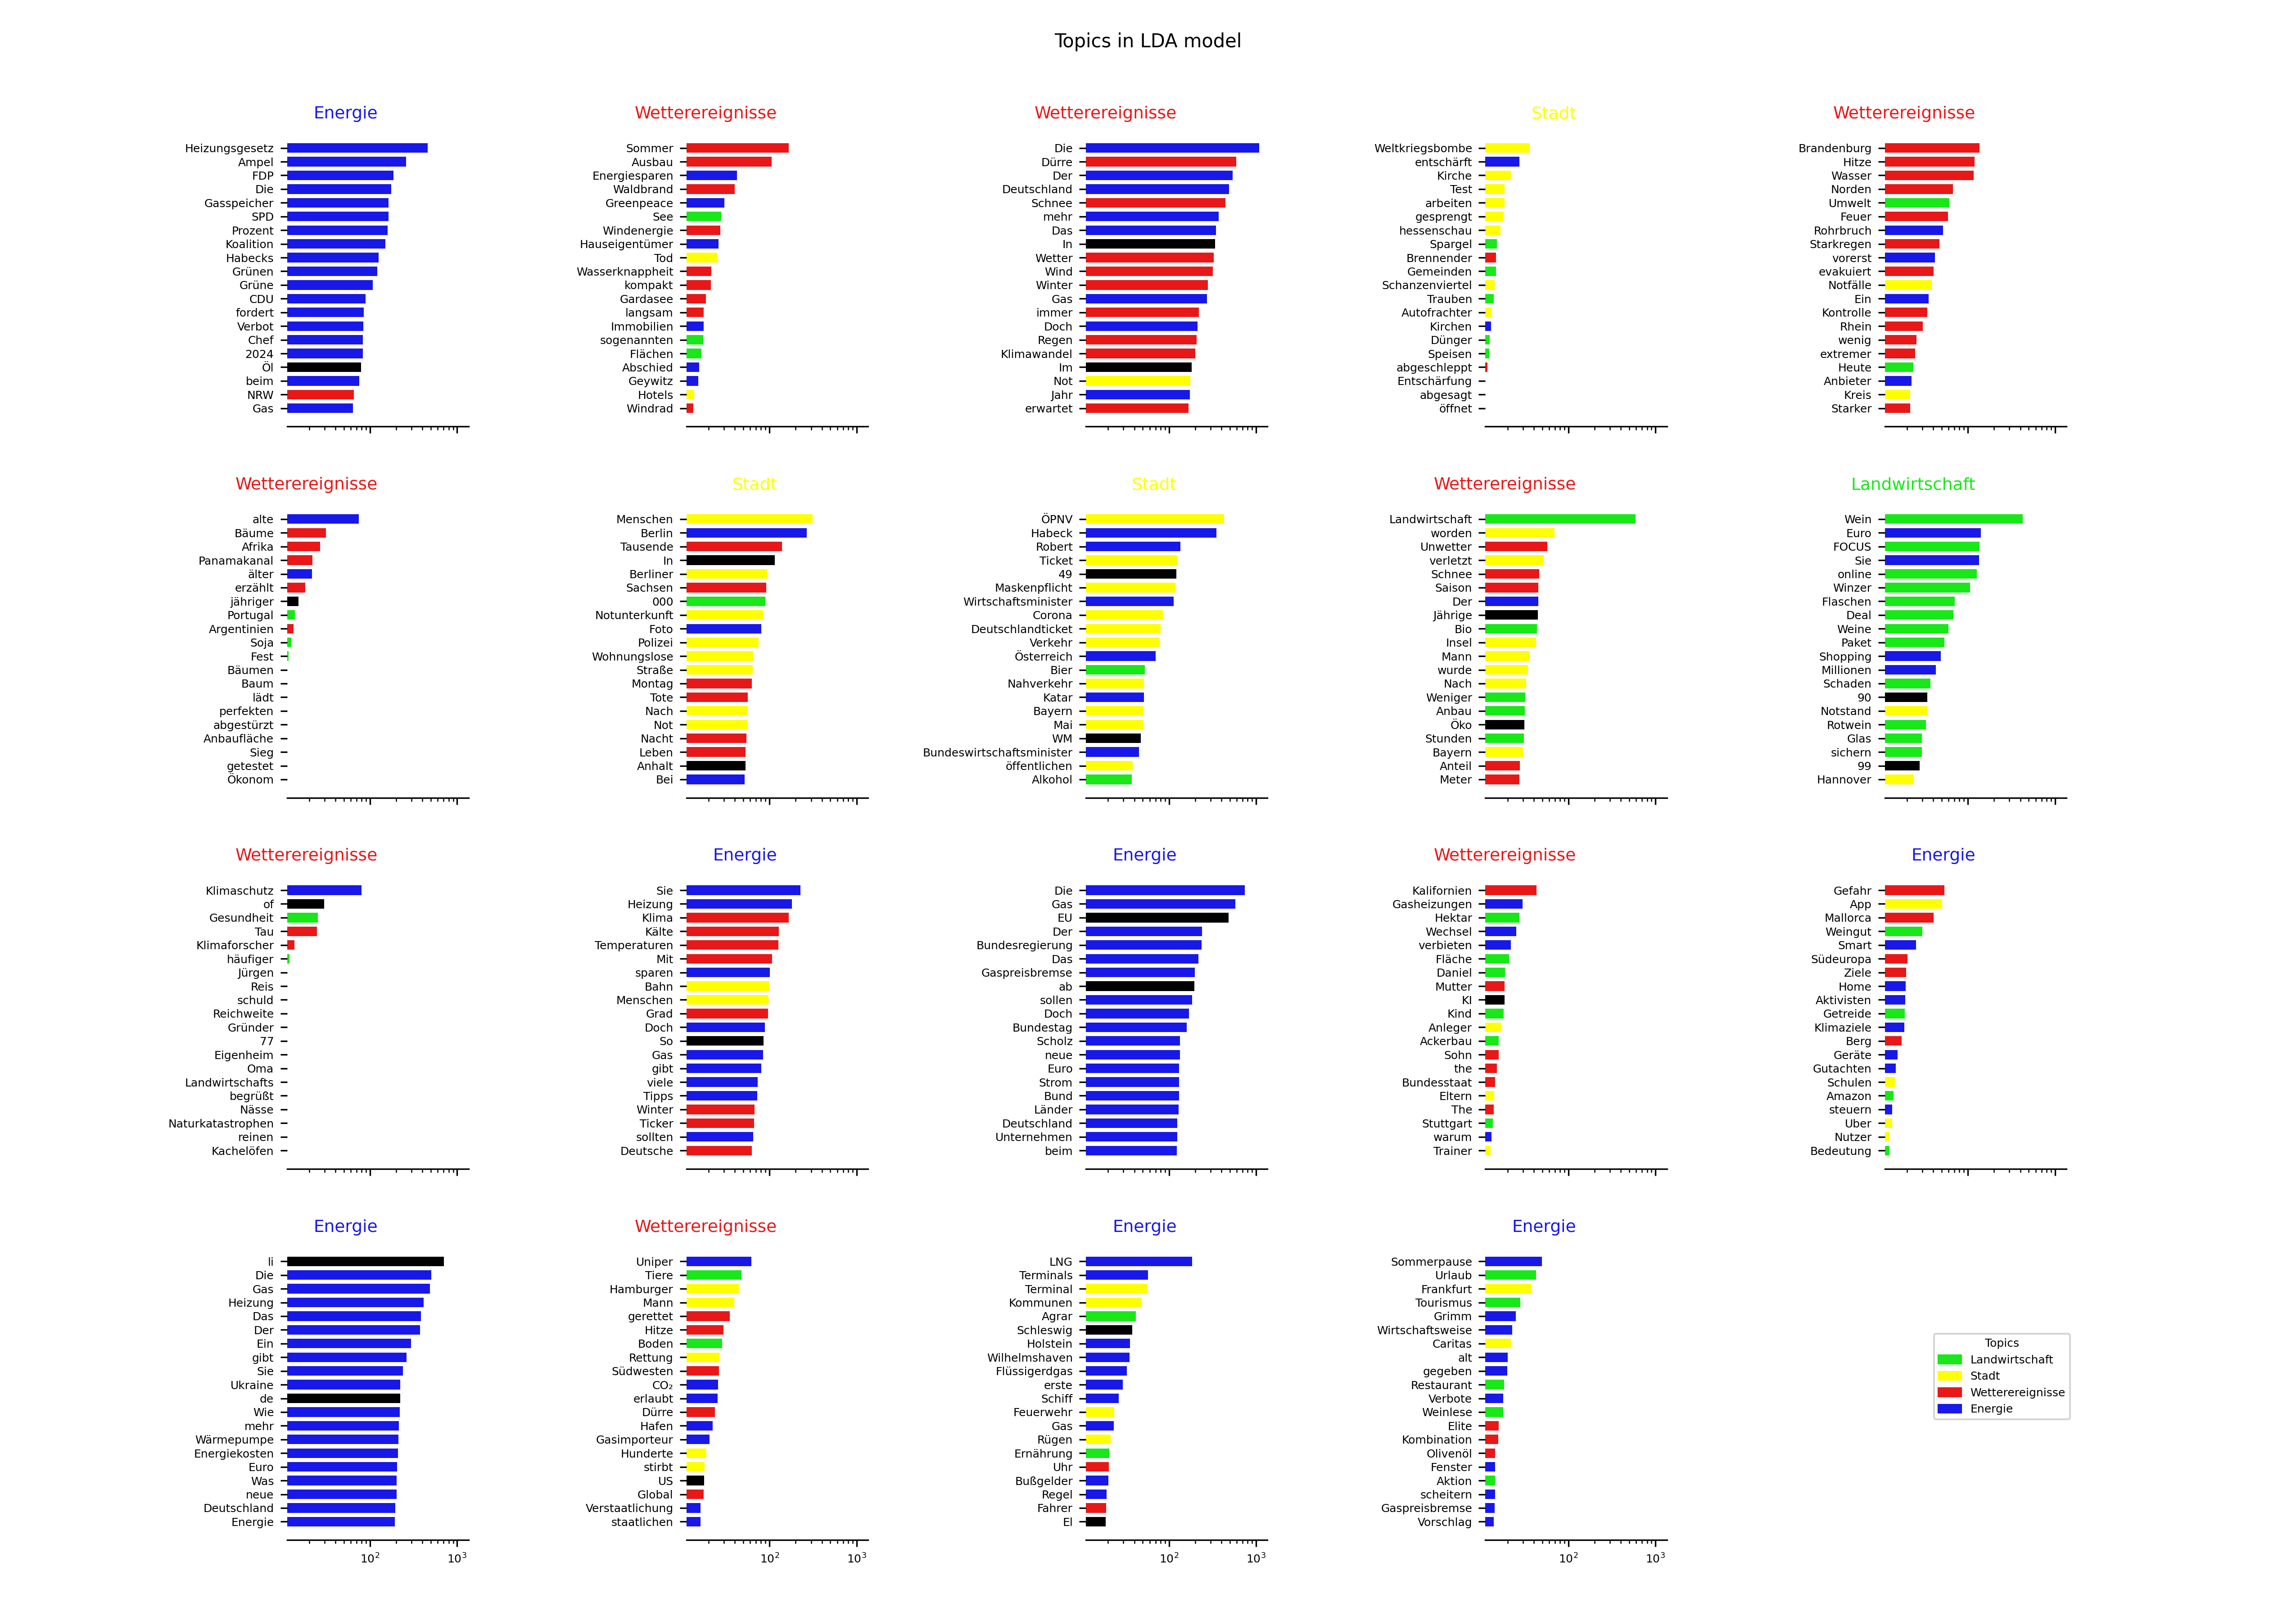 Topics in LDA model
Energie
Heizungsgesetz
Ampel
FDP
Die
Gasspeicher
SPD
Prozent
Koalition
Habecks
Grünen
Grüne
CDU
fordert
Verbot
Chef
2024
Öl
beim
NRW
Gas
Wetterereignisse
Sommer
Ausbau
Energiesparen
Waldbrand
Greenpeace
See
Windenergie
Hauseigentümer
Tod
Wasserknappheit
kompakt
Gardasee
langsam
Immobilien
sogenannten
Flächen
Abschied
Geywitz
Hotels
Windrad
Wetterereignisse
Die
Dürre
Der
Deutschland
Schnee
mehr
Das
In
Wetter
Wind
Winter
Gas
immer
Doch
Regen
Klimawandel
Im
Not
Jahr
erwartet
Stadt
Weltkriegsbombe
entschärft
Kirche
Test
arbeiten
gesprengt
hessenschau
Spargel
Brennender
Gemeinden
Schanzenviertel
Trauben
Autofrachter
Kirchen
Dünger
Speisen
abgeschleppt
Entschärfung
abgesagt
öffnet
Wetterereignisse
Brandenburg
Hitze
Wasser
Norden
Umwelt
Feuer
Rohrbruch
Starkregen
vorerst
evakuiert
Notfälle
Ein
Kontrolle
Rhein
wenig
extremer
Heute
Anbieter
Kreis
Starker
Wetterereignisse
alte
Bäume
Afrika
Panamakanal
älter
erzählt
jähriger
Portugal
Argentinien
Soja
Fest
Bäumen
Baum
lädt
perfekten
abgestürzt
Anbaufläche
Sieg
getestet
Ökonom
Stadt
Menschen
Berlin
Tausende
In
Berliner
Sachsen
000
Notunterkunft
Foto
Polizei
Wohnungslose
Straße
Montag
Tote
Nach
Not
Nacht
Leben
Anhalt
Bei
Stadt
ÖPNV
Habeck
Robert
Ticket
49
Maskenpflicht
Wirtschaftsminister
Corona
Deutschlandticket
Verkehr
Österreich
Bier
Nahverkehr
Katar
Bayern
Mai
WM
Bundeswirtschaftsminister
öffentlichen
Alkohol
Wetterereignisse
Landwirtschaft
worden
Unwetter
verletzt
Schnee
Saison
Der
Jährige
Bio
Insel
Mann
wurde
Nach
Weniger
Anbau
Öko
Stunden
Bayern
Anteil
Meter
Landwirtschaft
Wein
Euro
FOCUS
Sie
online
Winzer
Flaschen
Deal
Weine
Paket
Shopping
Millionen
Schaden
90
Notstand
Rotwein
Glas
sichern
99
Hannover
Wetterereignisse
Klimaschutz
of
Gesundheit
Tau
Klimaforscher
häufiger
Jürgen
Reis
schuld
Reichweite
Gründer
77
Eigenheim
Oma
Landwirtschafts
begrüßt
Nässe
Naturkatastrophen
reinen
Kachelöfen
Energie
Sie
Heizung
Klima
Kälte
Temperaturen
Mit
sparen
Bahn
Menschen
Grad
Doch
So
Gas
gibt
viele
Tipps
Winter
Ticker
sollten
Deutsche
Energie
Die
Gas
EU
Der
Bundesregierung
Das
Gaspreisbremse
ab
sollen
Doch
Bundestag
Scholz
neue
Euro
Strom
Bund
Länder
Deutschland
Unternehmen
beim
Wetterereignisse
Kalifornien
Gasheizungen
Hektar
Wechsel
verbieten
Fläche
Daniel
Mutter
KI
Kind
Anleger
Ackerbau
Sohn
the
Bundesstaat
Eltern
The
Stuttgart
warum
Trainer
Energie
Gefahr
App
Mallorca
Weingut
Smart
Südeuropa
Ziele
Home
Aktivisten
Getreide
Klimaziele
Berg
Geräte
Gutachten
Schulen
Amazon
steuern
Uber
Nutzer
Bedeutung
Energie
li
Die
Gas
Heizung
Das
Der
Ein
gibt
Sie
Ukraine
de
Wie
mehr
Wärmepumpe
Energiekosten
Euro
Was
neue
Deutschland
Energie
10² 10³
Wetterereignisse
Uniper
Tiere
Hamburger
Mann
gerettet
Hitze
Boden
Rettung
Südwesten
CO₂
erlaubt
Dürre
Hafen
Gasimporteur
Hunderte
stirbt
US
Global
Verstaatlichung
staatlichen
10² 10³
Energie
LNG
Terminals
Terminal
Kommunen
Agrar
Schleswig
Holstein
Wilhelmshaven
Flüssigerdgas
erste
Schiff
Feuerwehr
Gas
Rügen
Ernährung
Uhr
Bußgelder
Regel
Fahrer
El
10² 10³
Energie
Sommerpause
Urlaub
Frankfurt
Tourismus
Grimm
Wirtschaftsweise
Caritas
alt
gegeben
Restaurant
Verbote
Weinlese
Elite
Kombination
Olivenöl
Fenster
Aktion
scheitern
Gaspreisbremse
Vorschlag
10² 10³
Topics
Landwirtschaft
Stadt
Wetterereignisse
Energie